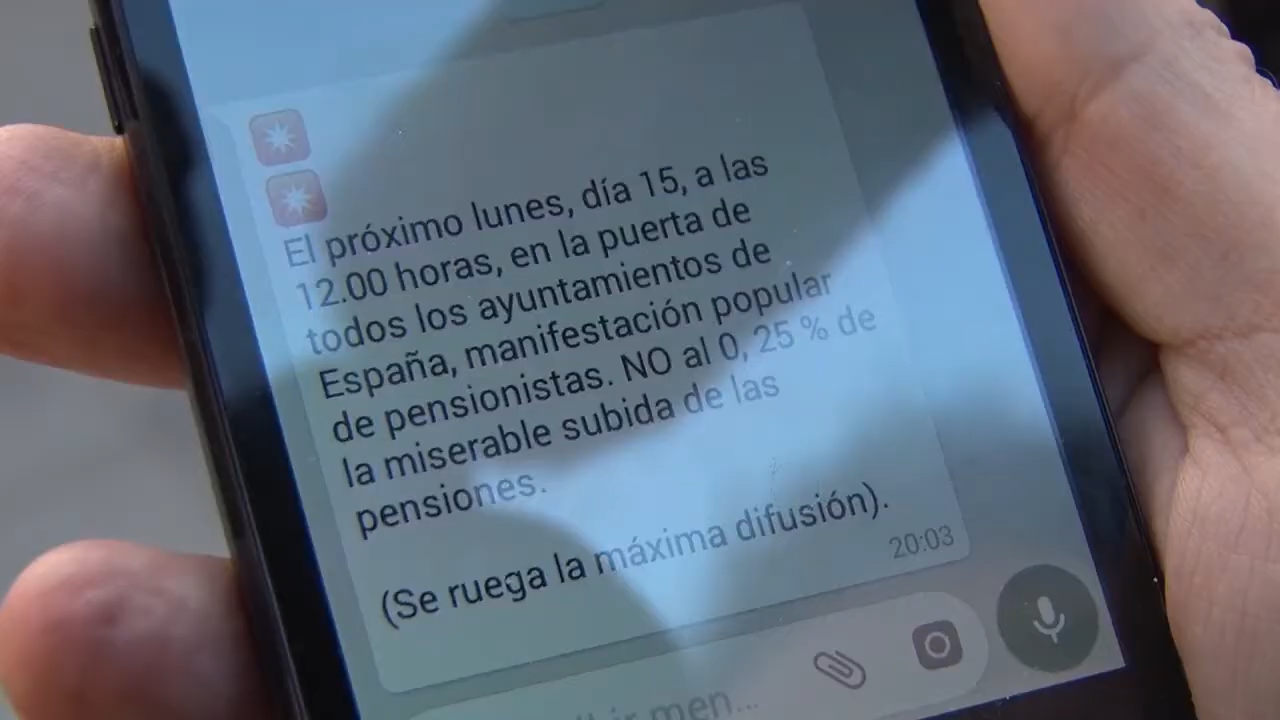 El próximo lunes, día 15, a las
12.00 horas, en la puerta de
todos los ayuntamientos de
España, manifestación popular
de pensionistas. NO al 0, 25 % de
la miserable subida de las
pensiones.
(Se ruega la máxima difusión).
20:03
men...